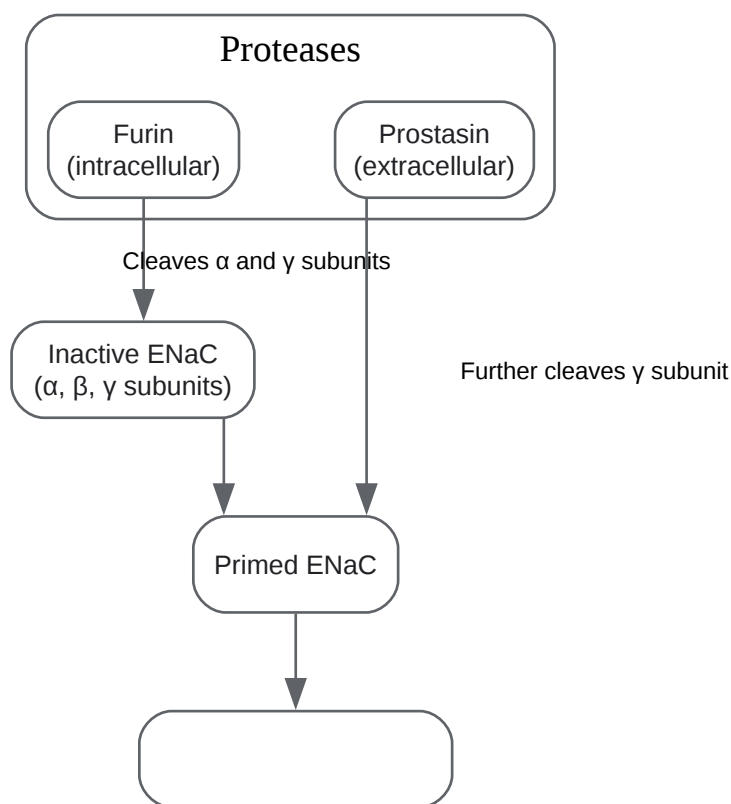 Proteases
Furin
(intracellular)
Prostasin
(extracellular)
Cleaves α and γ subunits
Inactive ENaC
(α, β, γ subunits)
Further cleaves γ subunit
Primed ENaC